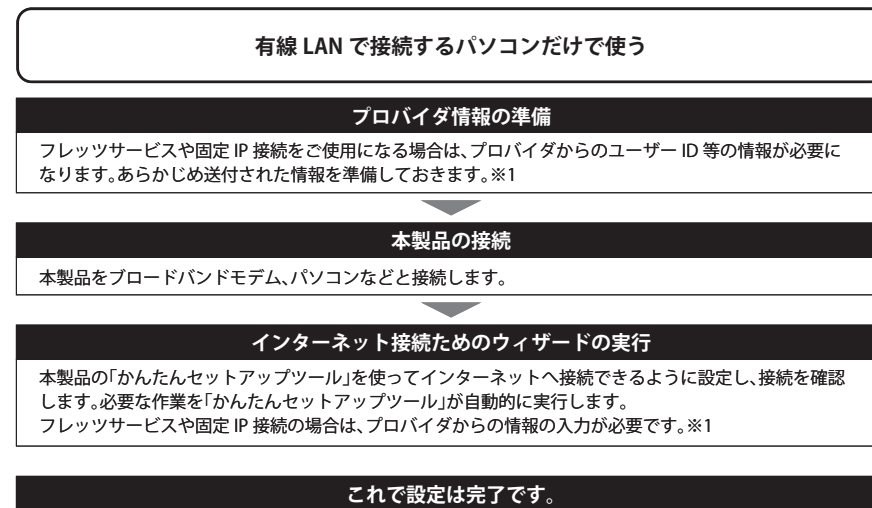 有線 LAN で接続するパソコンだけで使う
プロバイダ情報の準備
フレッツサービスや固定 IP 接続をご使用になる場合は、プロバイダからのユーザー ID 等の情報が必要に
なります。あらかじめ送付された情報を準備しておきます。※1
本製品の接続
本製品をブロードバンドモデム、パソコンなどと接続します。
インターネット接続ためのウィザードの実行
本製品の「かんたんセットアップツール」を使ってインターネットへ接続できるように設定し、接続を確認
します。必要な作業を「かんたんセットアップツール」が自動的に実行します。
フレッツサービスや固定 IP 接続の場合は、プロバイダからの情報の入力が必要です。※1
これで設定は完了です。